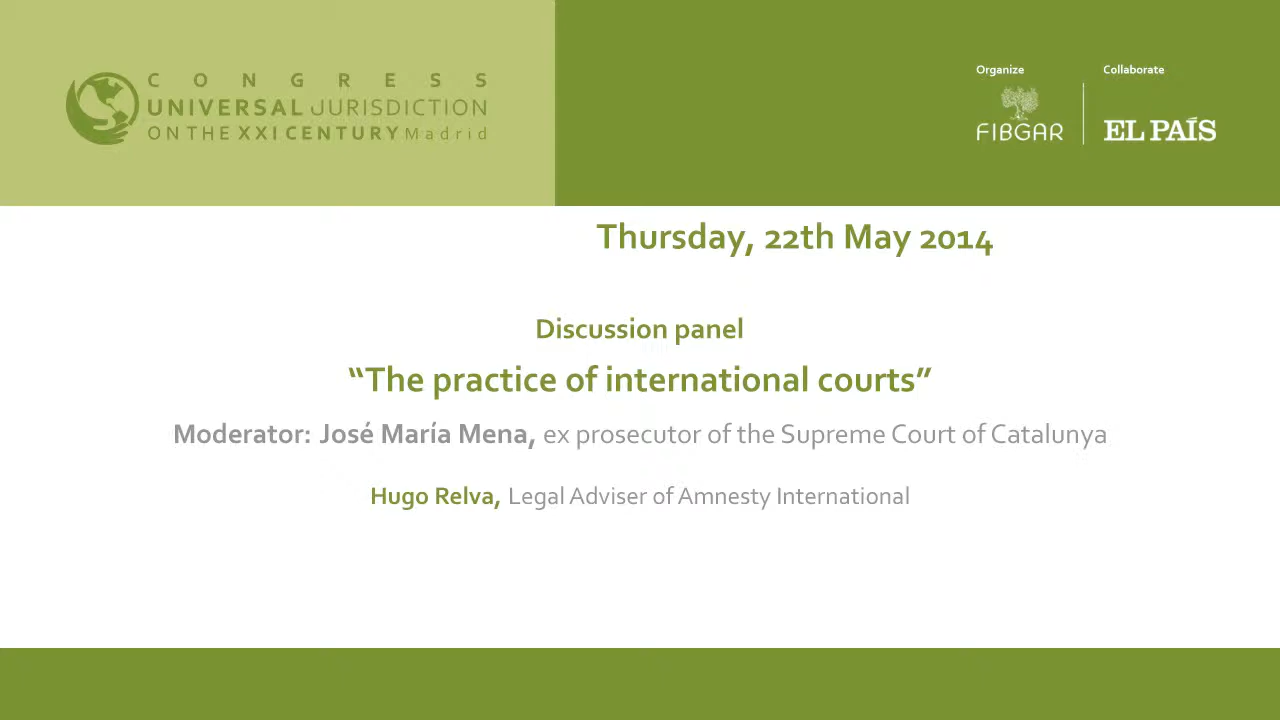 CONGRESS
UNIVERSAL JURISDICTION
ON THE XXI CENTURY Madrid
Organize
Collaborate
FIBGAR
EL PAÍS
Thursday, 22th May 2014
Discussion panel
“The practice of international courts”
Moderator: José María Mena, ex prosecutor of the Supreme Court of Catalunya
Hugo Relva, Legal Adviser of Amnesty International